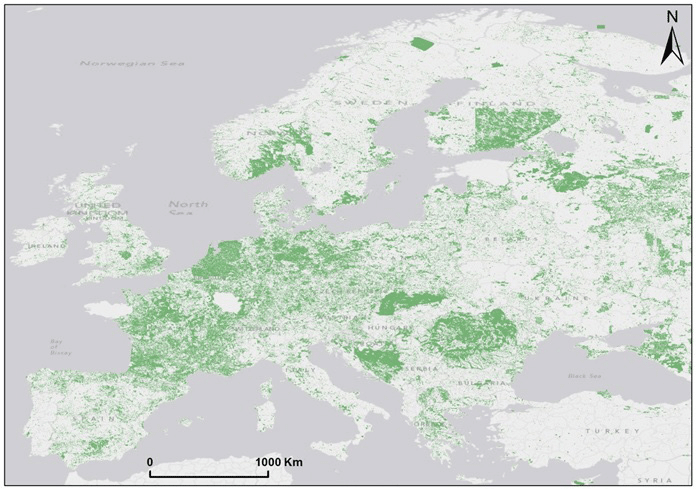 N
Norwegian Sea
SWEDEN
FINLAND
North
Sea
UNITED
KINGDOM
IRELAND
BELARUS
UKRAINE
Bay
of
Biscay
HUNGARY
ITALY
SERBIA
BULGARIA
Black Sea
GREECE
TURKEY
SYRIA
0
1000 Km